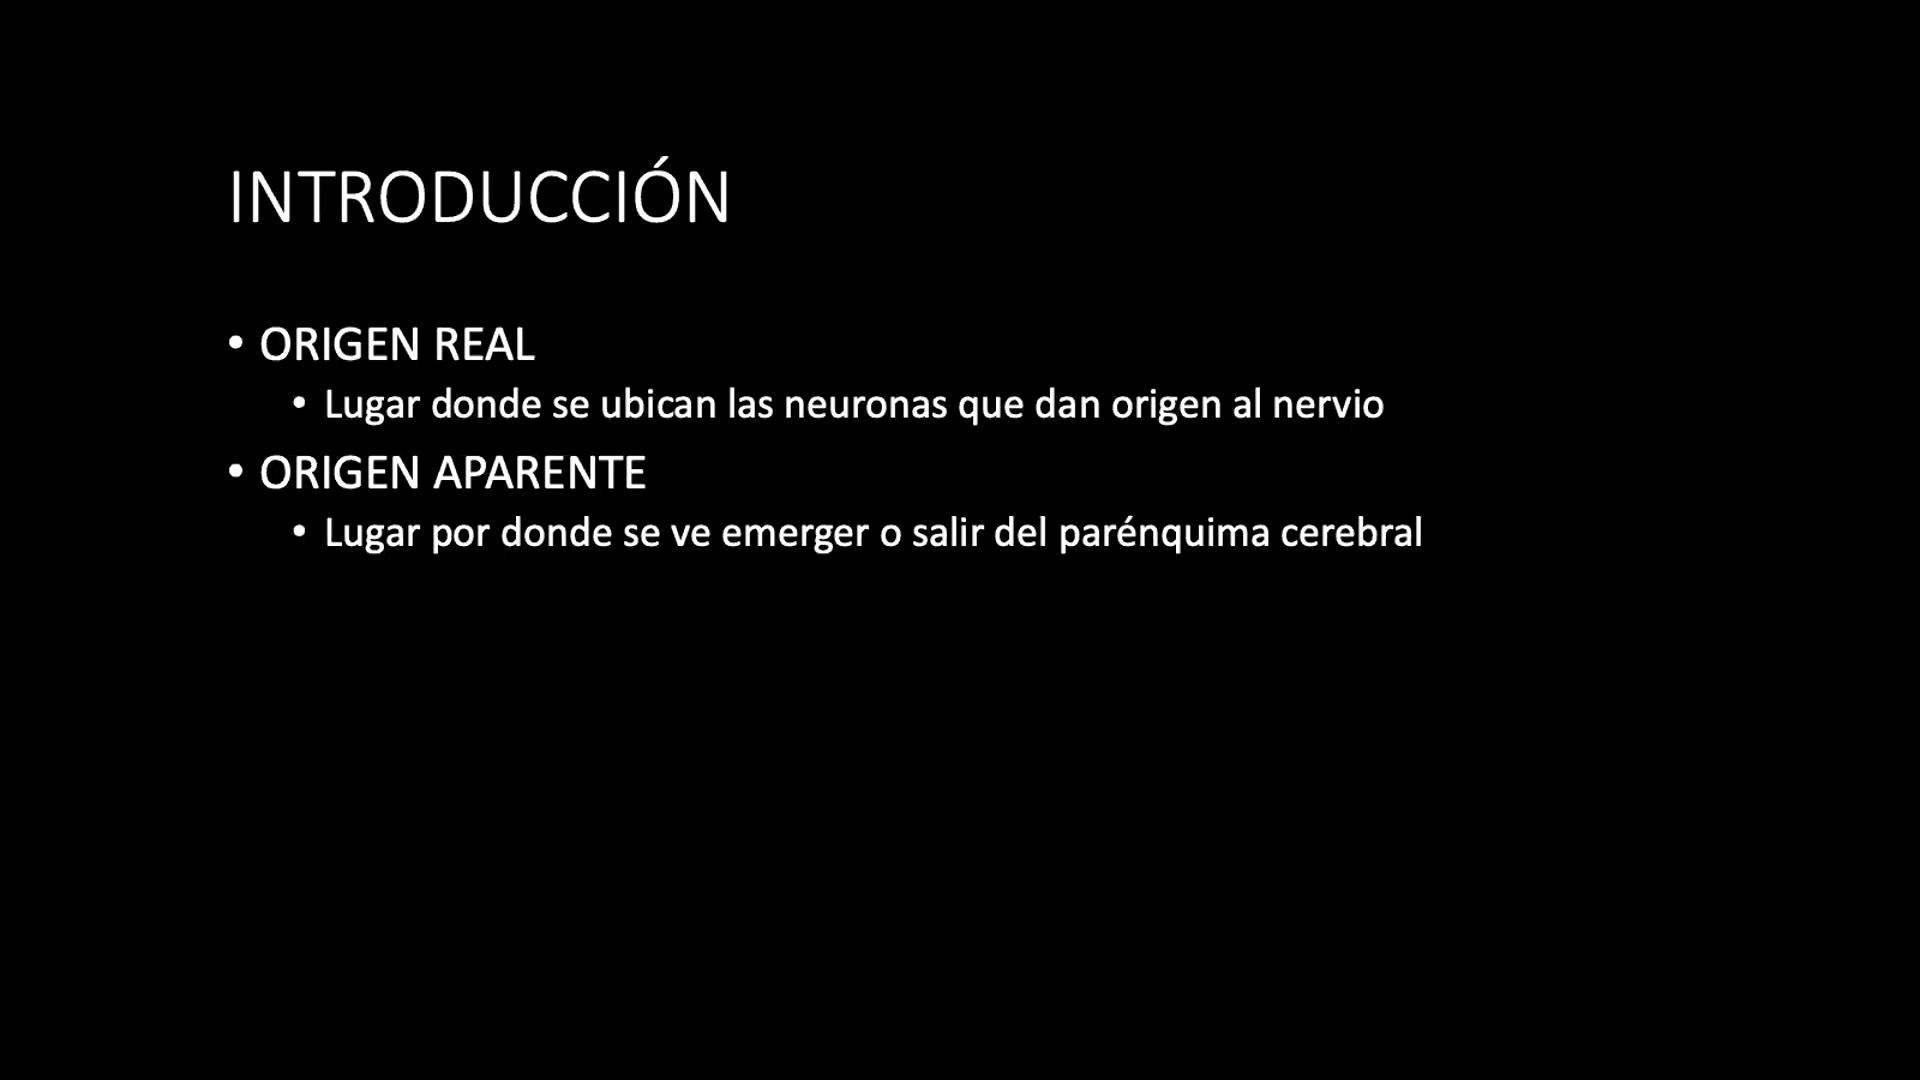 INTRODUCCIÓN
• ORIGEN REAL
• Lugar donde se ubican las neuronas que dan origen al nervio
• ORIGEN APARENTE
• Lugar por donde se ve emerger o salir del parénquima cerebral